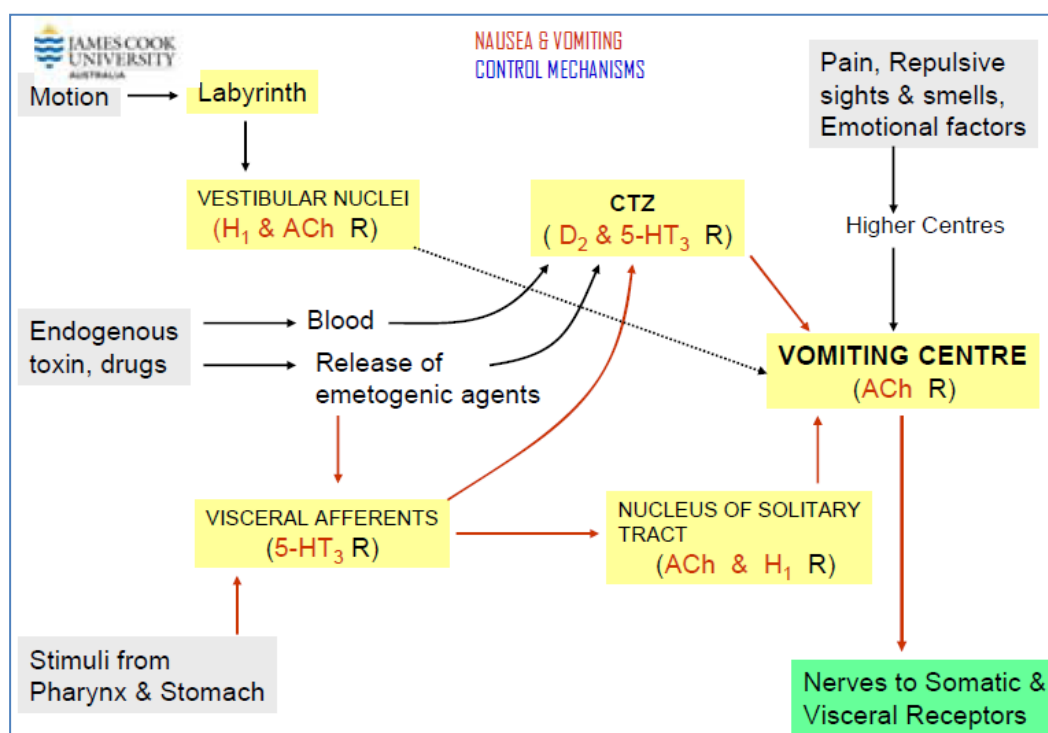 JAMES COOK
UNIVERSITY
AUSTRALIA
NAUSEA & VOMITING
CONTROL MECHANISMS
Motion
Labyrinth
Pain, Repulsive
sights & smells,
Emotional factors
VESTIBULAR NUCLEI
(H₁ & ACh R)
CTZ
( D₂ & 5-HT₃ R)
Higher Centres
Endogenous
toxin, drugs
Blood
Release of
emetogenic agents
VOMITING CENTRE
(ACh R)
VISCERAL AFFERENTS
(5-HT₃ R)
NUCLEUS OF SOLITARY
TRACT
(ACh & H₁ R)
Stimuli from
Pharynx & Stomach
Nerves to Somatic &
Visceral Receptors